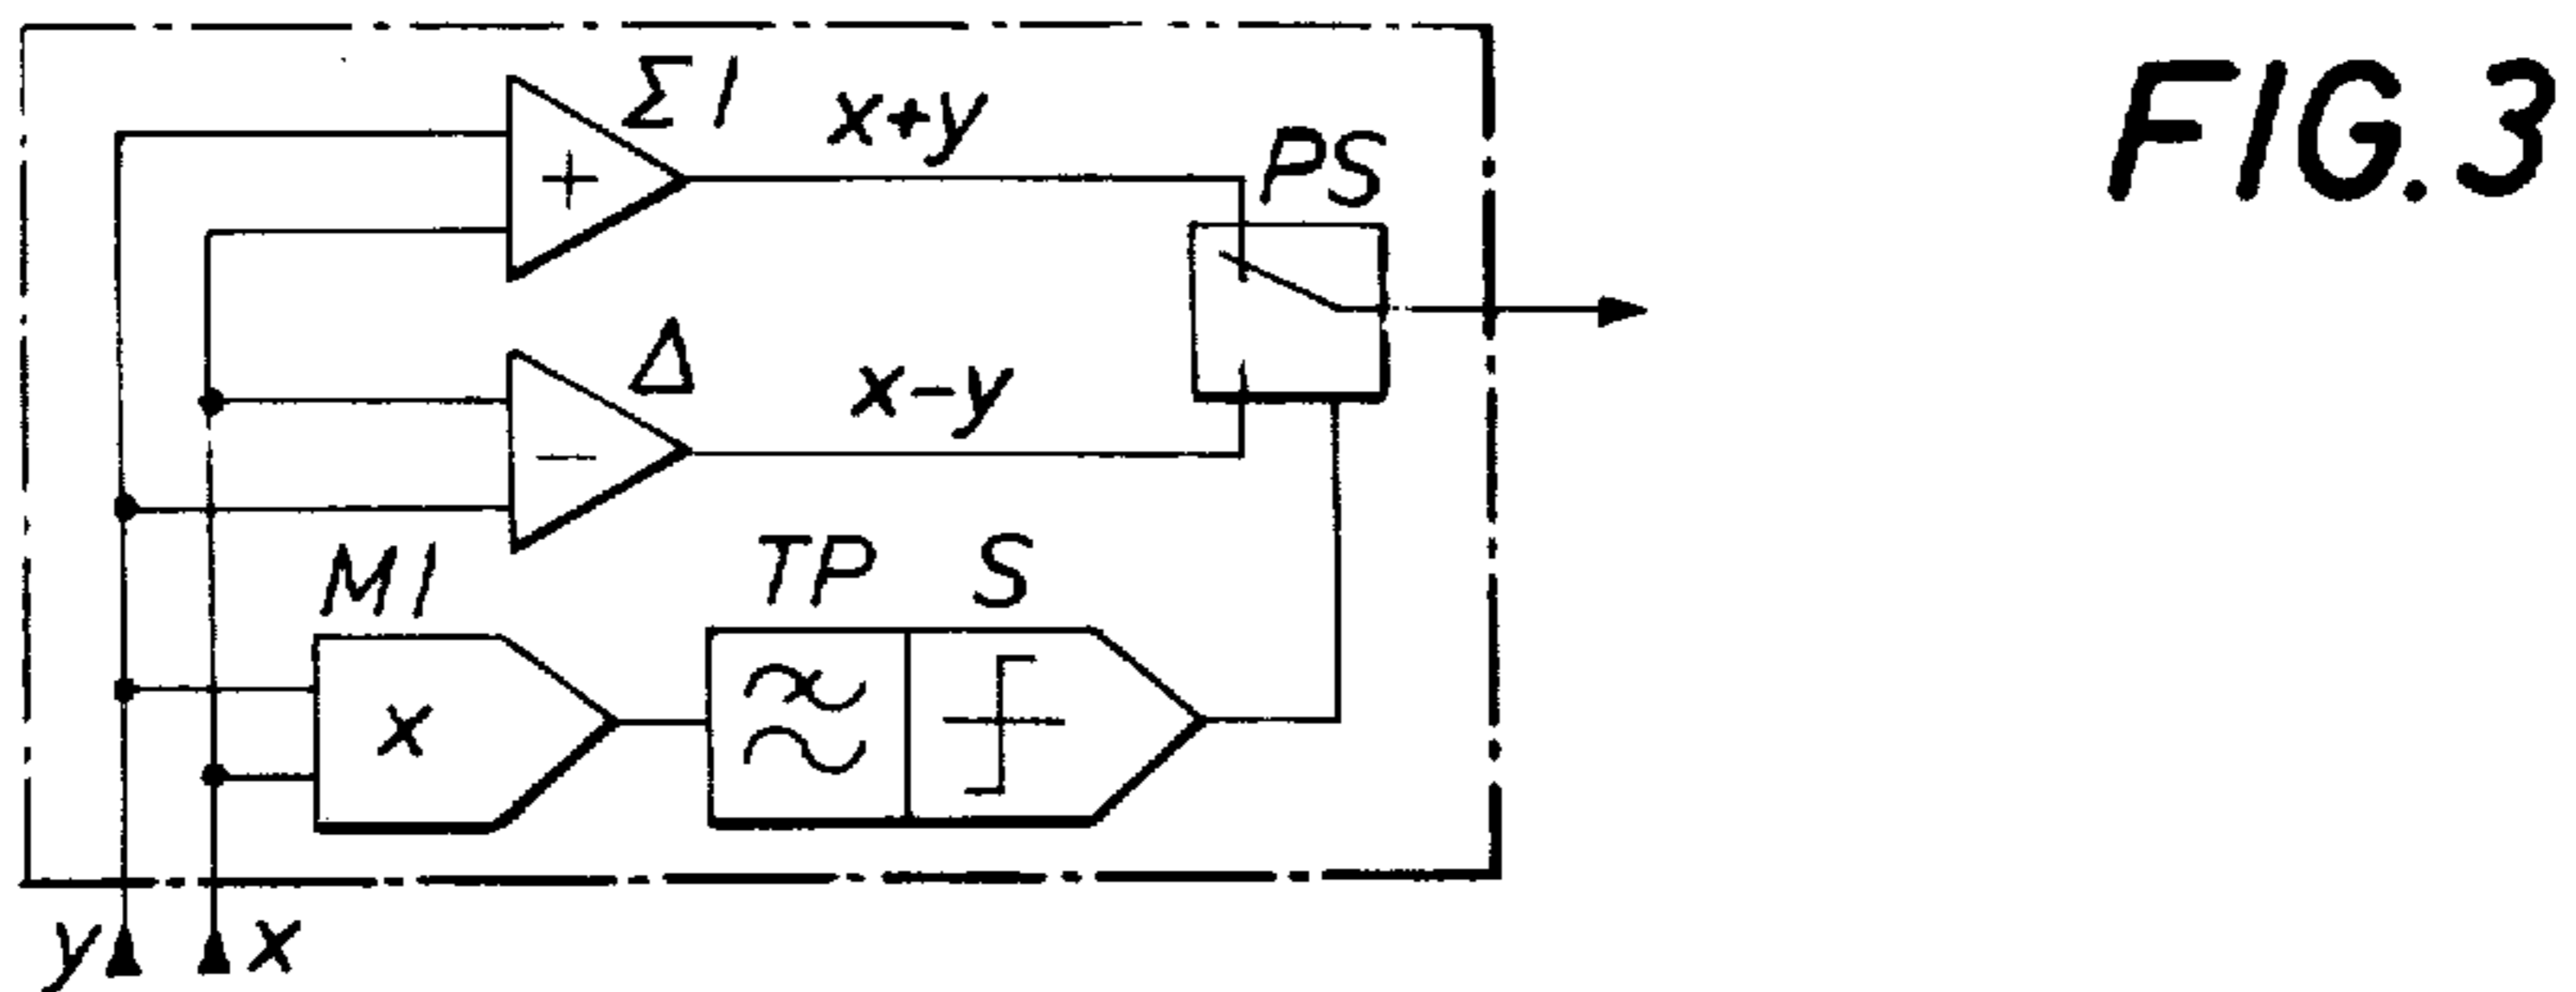 FIG. 3
Σ1
x+y
PS
+
Δ
x-y
−
M1
TP
S
x
y
x